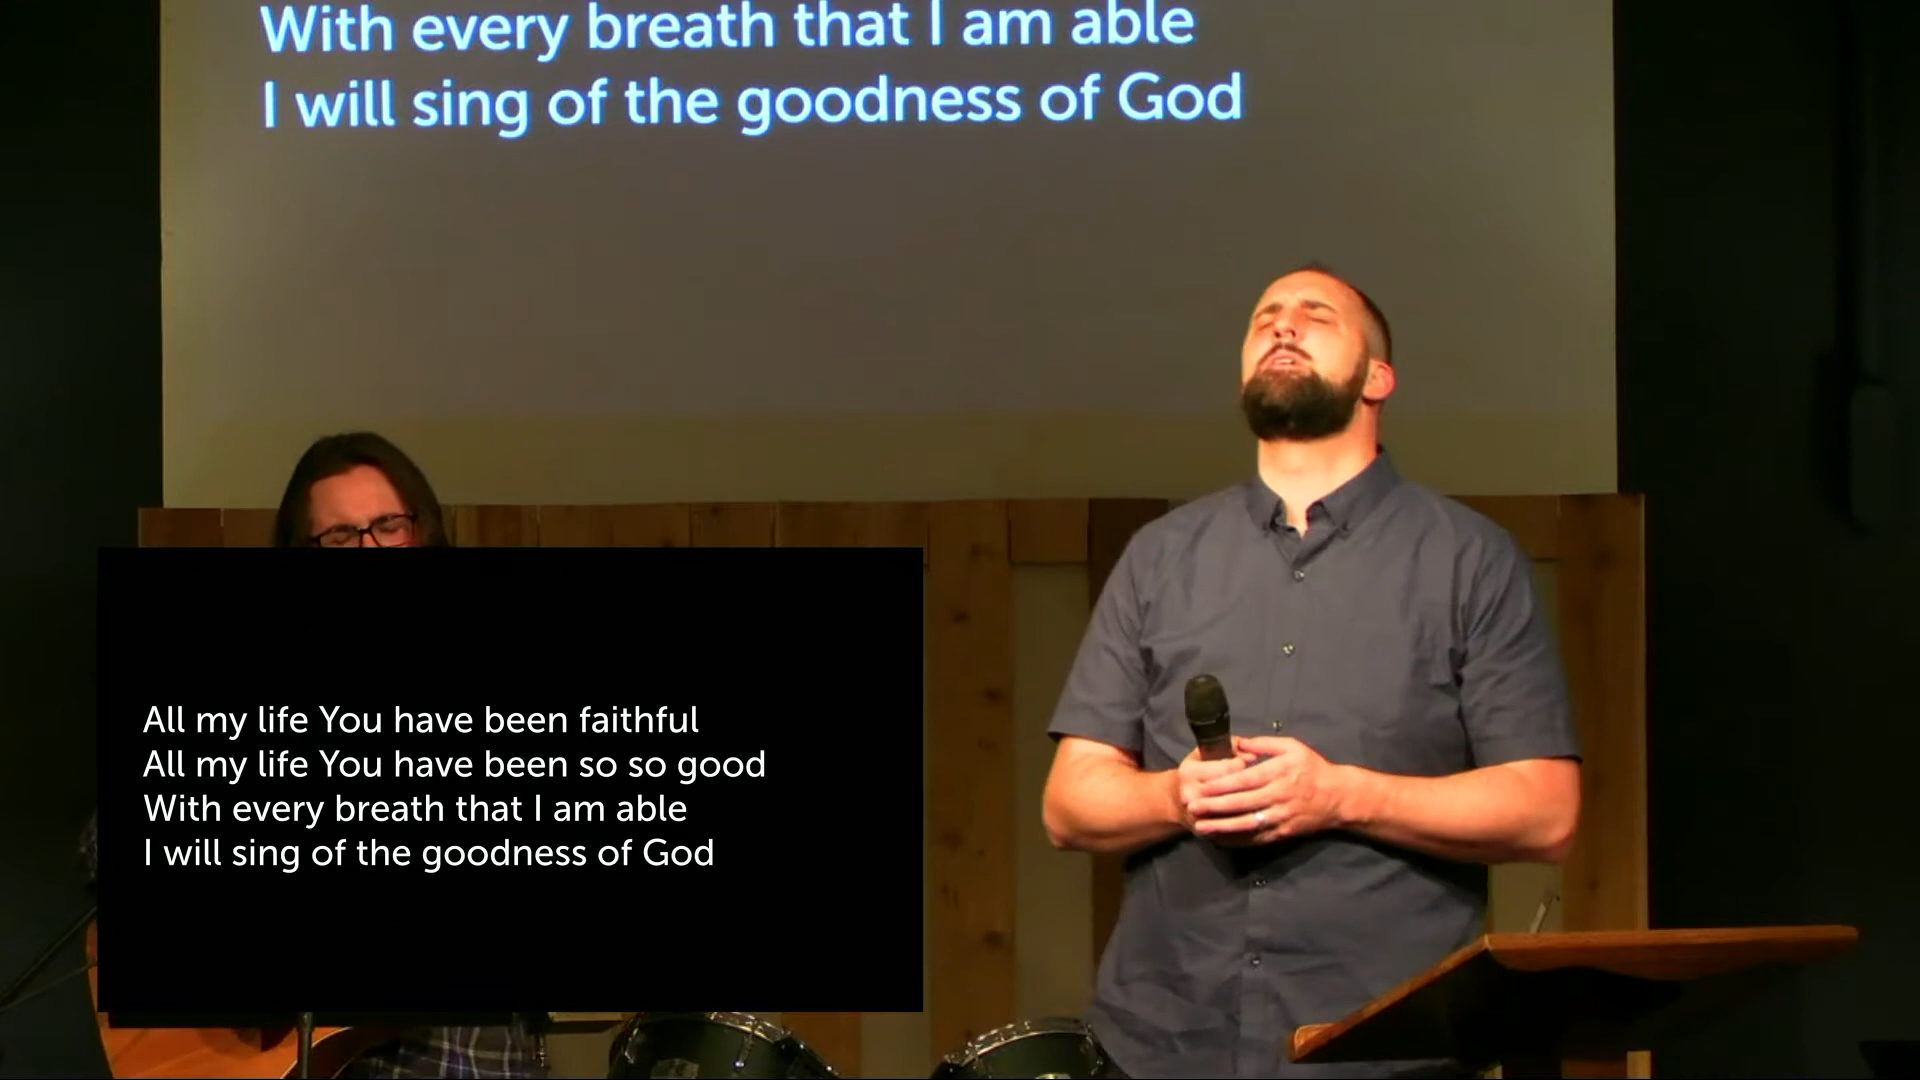 With every breath that I am able
I will sing of the goodness of God
All my life You have been faithful
All my life You have been so so good
With every breath that I am able
I will sing of the goodness of God